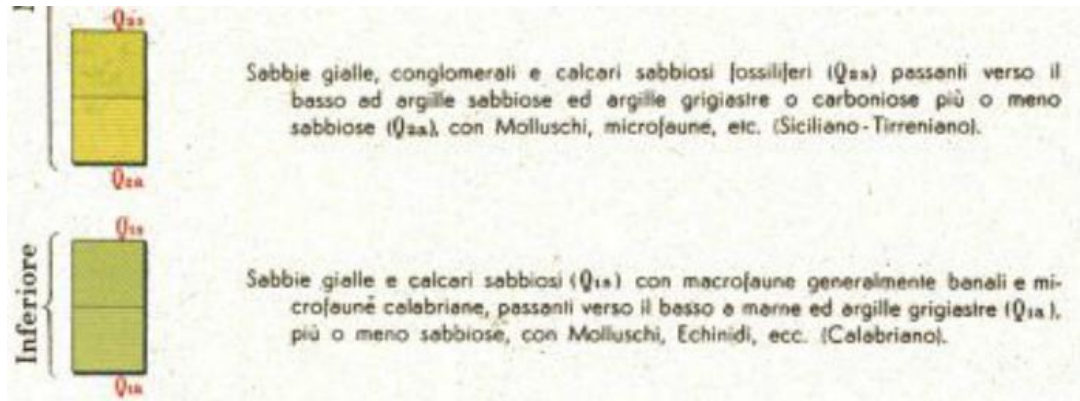 Q2s
Sabbie gialle, conglomerati e calcari sabbiosi fossiliferi (Q2s) passanti verso il
basso ad argille sabbiose ed argille grigiastre o carboniose più o meno
sabbiose (Q2a), con Molluschi, microfaune, etc. (Siciliano-Tirreniano).
Q2a
Inferiore
Q1s
Sabbie gialle e calcari sabbiosi (Q1s) con macrofaune generalmente banali e mi-
crofaune calabriane, passanti verso il basso a marne ed argille grigiastre (Q1a),
più o meno sabbiose, con Molluschi, Echinidi, ecc. (Calabriano).
Q1a